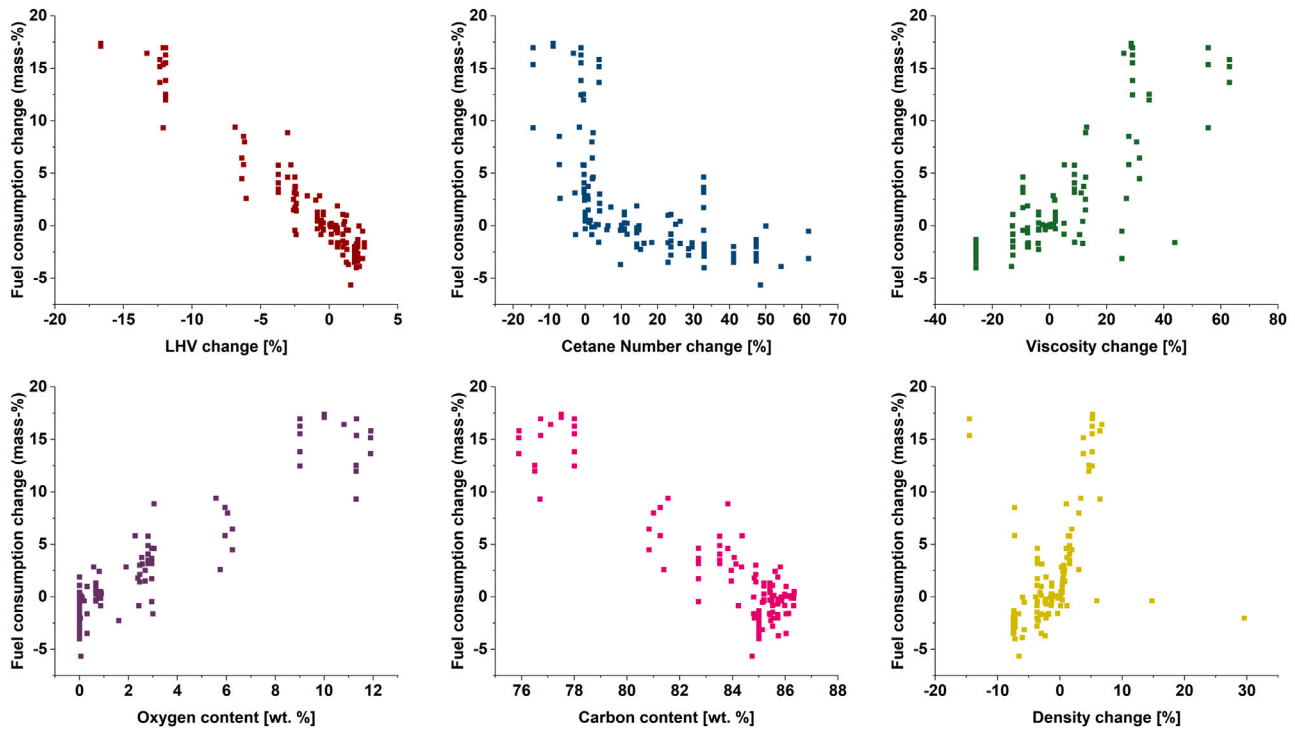 20
15
10
5
0
-5
Fuel consumption change (mass-%)
-20 -15 -10 -5 0 5
LHV change [%]
20
15
10
5
0
-5
Fuel consumption change (mass-%)
-20 -10 0 10 20 30 40 50 60 70
Cetane Number change [%]
20
15
10
5
0
-5
Fuel consumption change (mass-%)
-40 -20 0 20 40 60 80
Viscosity change [%]
20
15
10
5
0
-5
Fuel consumption change (mass-%)
0 2 4 6 8 10 12
Oxygen content [wt. %]
20
15
10
5
0
-5
Fuel consumption change (mass-%)
76 78 80 82 84 86 88
Carbon content [wt. %]
20
15
10
5
0
-5
Fuel consumption change (mass-%)
-20 -10 0 10 20 30
Density change [%]